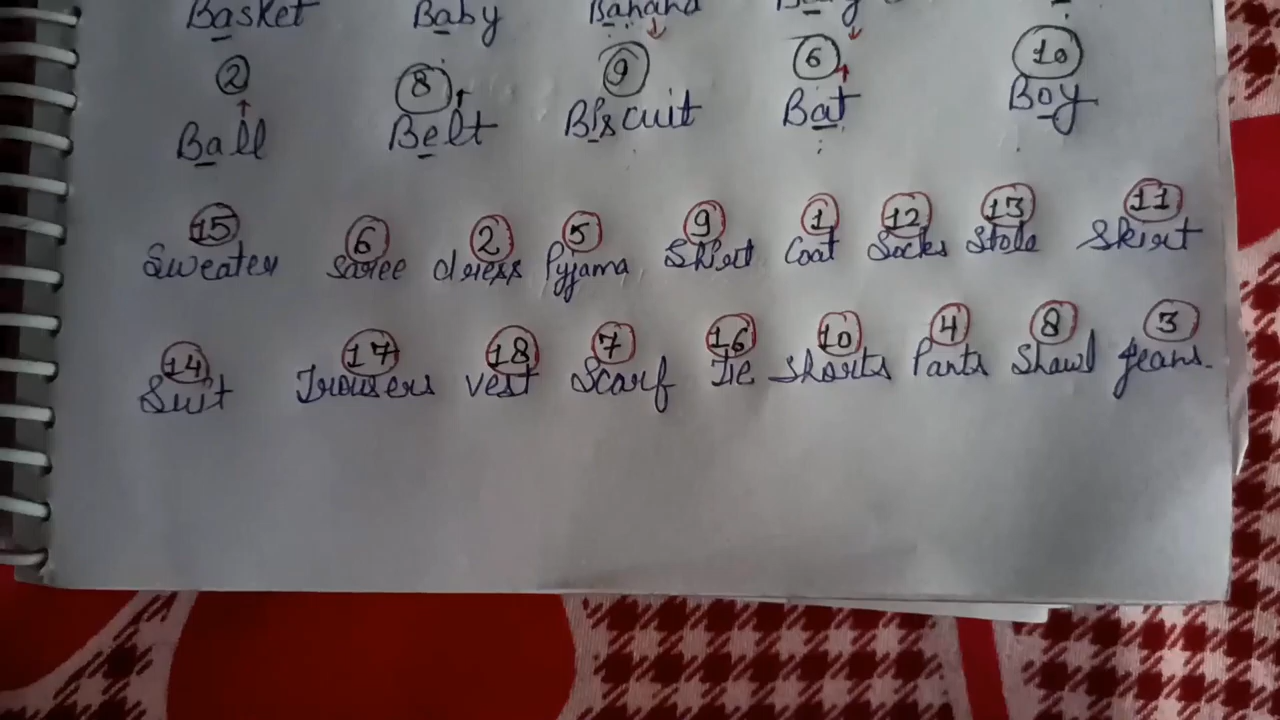 Basket Baby Banana
2 8 9 6 10
Ball Belt Biscuit Bat Boy
15 6 2 5 9 1 12 13 11
Sweater Saree dress Pyjama Shirt Coat Socks Stole Skirt
14 17 18 7 16 10 4 8 3
Suit Trousers vest Scarf Tie Shorts Pants Shawl jeans.